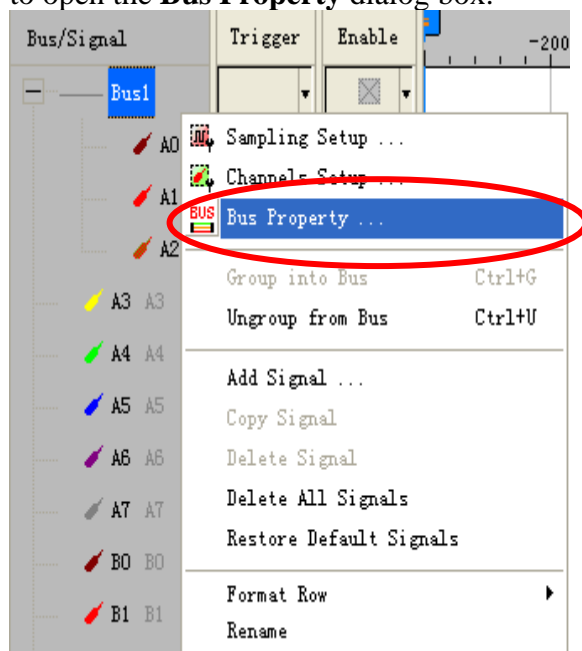 to open the Bus Property dialog box.
Bus/Signal Trigger Enable -200
Bus1
A0 Sampling Setup ...
A1 Channels Setup ...
BUS Bus Property ...
A2
Group into Bus Ctrl+G
A3 A3
Ungroup from Bus Ctrl+U
A4 A4
Add Signal ...
A5 A5
Copy Signal
A6 A6 Delete Signal
A7 A7 Delete All Signals
Restore Default Signals
B0 B0
Format Row
B1 B1
Rename